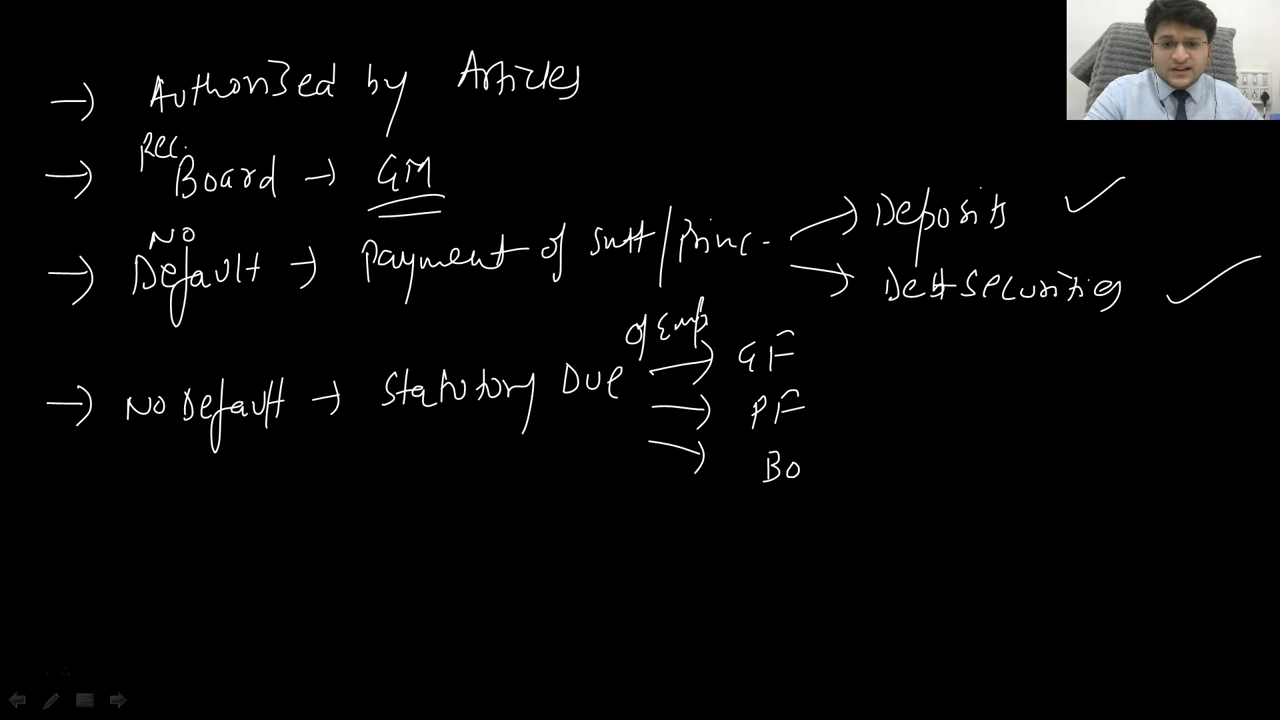 → Authorised by Articles
Rec.
→ Board → GM
NO
→ Default → Payment of Intt/Princ. → Deposits ✓
→ Debt Securities ✓
of Emp
→ No Default → Statutory Due → GF
→ PF
→ Bo